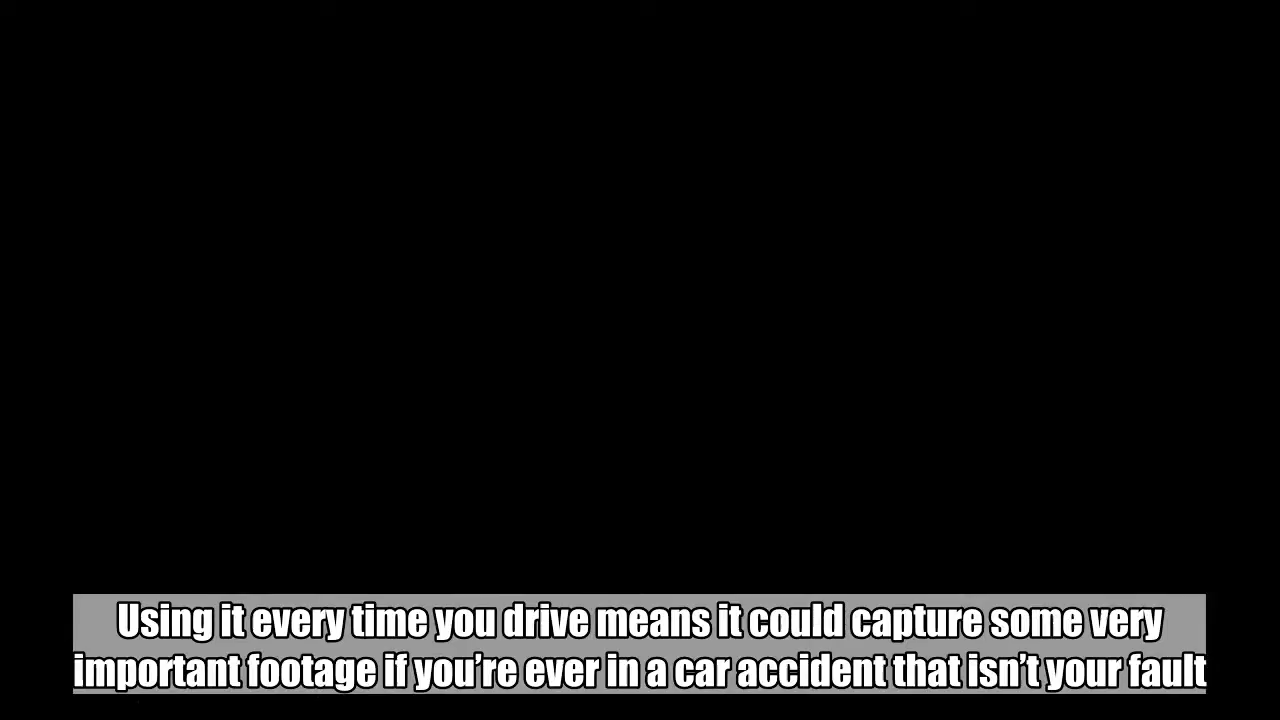 Using it every time you drive means it could capture some very
important footage if you’re ever in a car accident that isn’t your fault